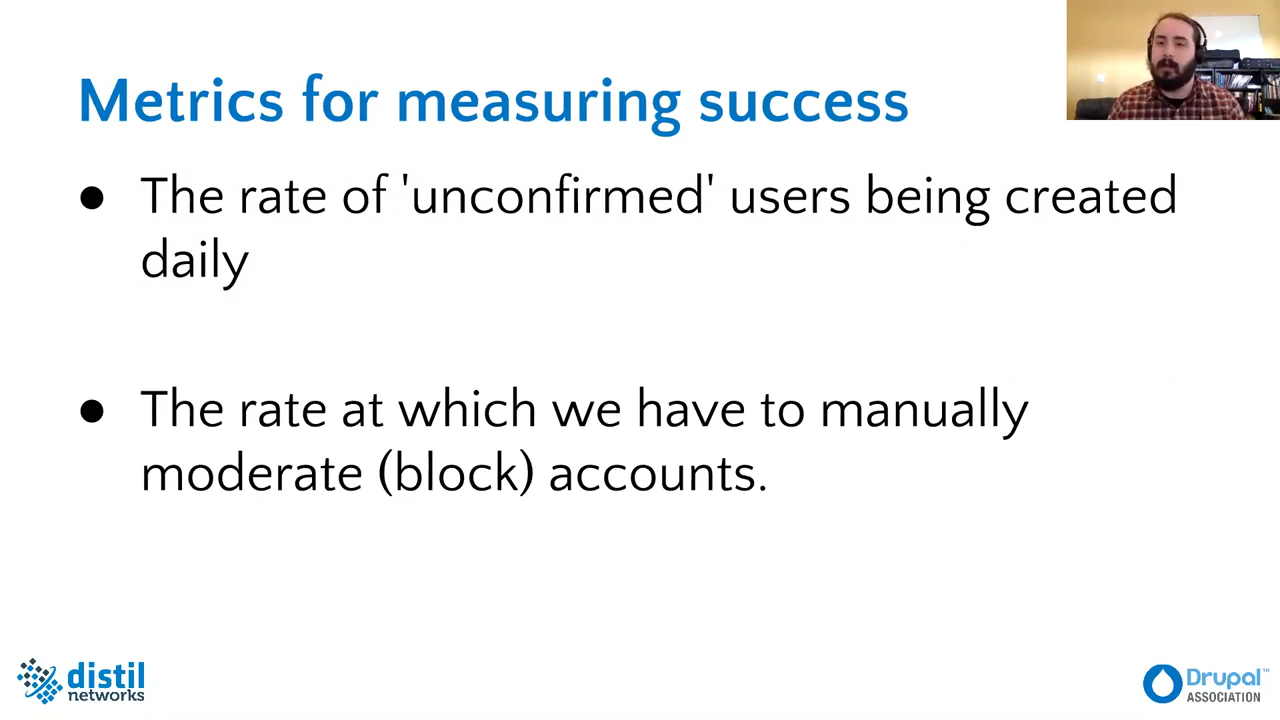 Metrics for measuring success
● The rate of 'unconfirmed' users being created
daily
● The rate at which we have to manually
moderate (block) accounts.
distil
networks
Drupal™
ASSOCIATION